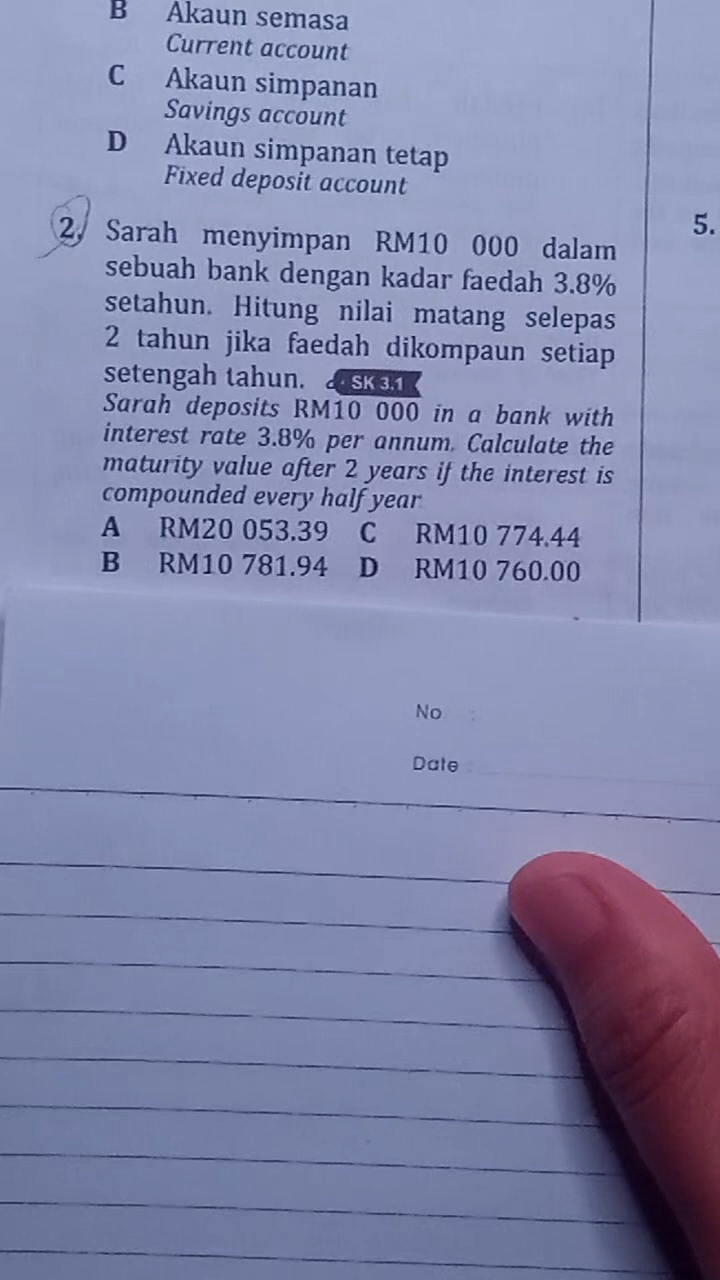 B Akaun semasa
Current account
C Akaun simpanan
Savings account
D Akaun simpanan tetap
Fixed deposit account
2. Sarah menyimpan RM10 000 dalam
sebuah bank dengan kadar faedah 3.8%
setahun. Hitung nilai matang selepas
2 tahun jika faedah dikompaun setiap
setengah tahun. SK 3.1
Sarah deposits RM10 000 in a bank with
interest rate 3.8% per annum. Calculate the
maturity value after 2 years if the interest is
compounded every half year.
A RM20 053.39 C RM10 774.44
B RM10 781.94 D RM10 760.00
5.
No :
Date